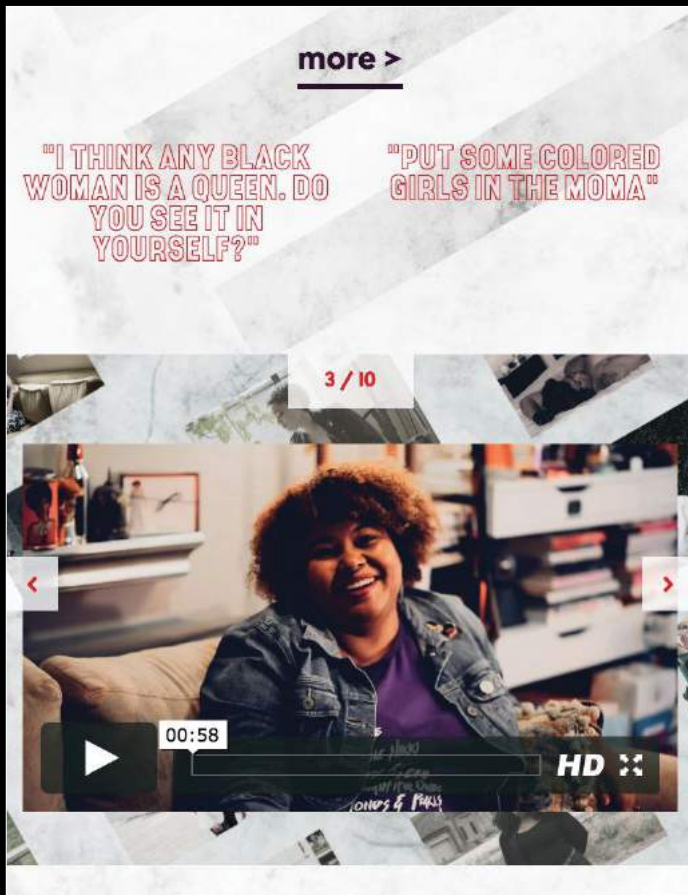 more >
"I THINK ANY BLACK
WOMAN IS A QUEEN. DO
YOU SEE IT IN
YOURSELF?"
"PUT SOME COLORED
GIRLS IN THE MOMA"
3 / 10
<
>
00:58
HD